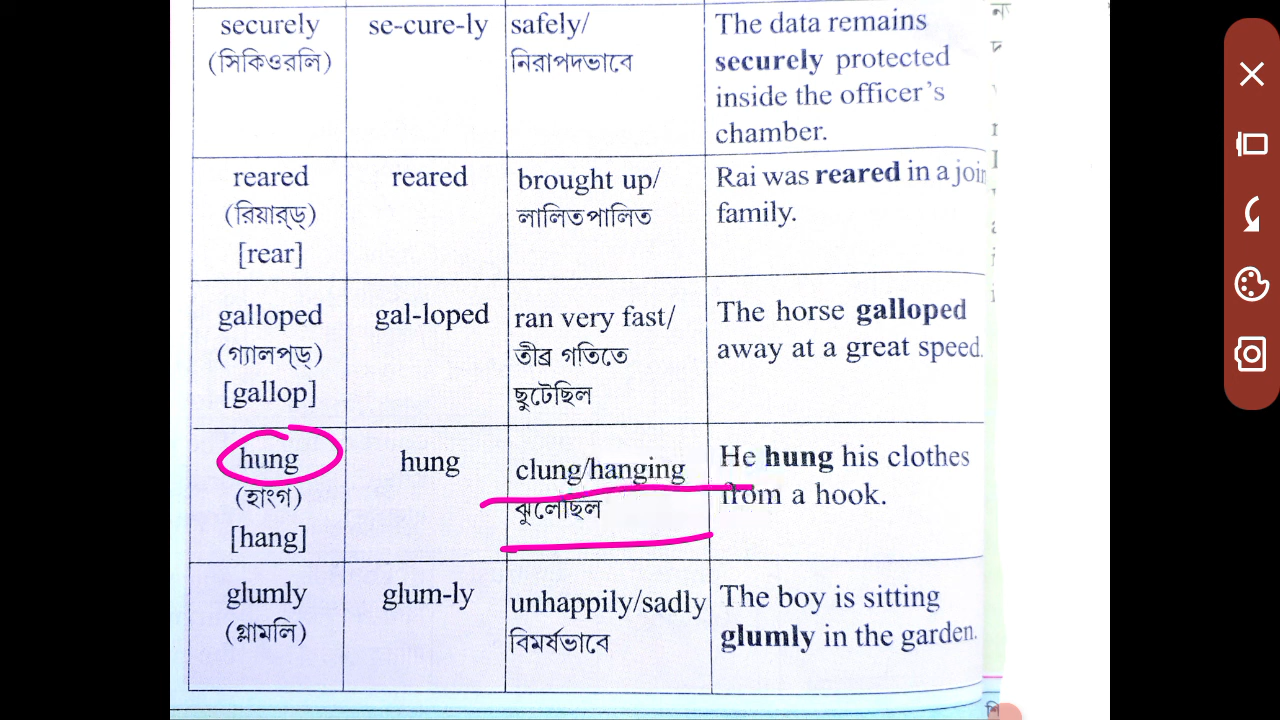 securely se-cure-ly safely/ The data remains
(সিকিওরলি) নিরাপদভাবে securely protected
inside the officer's
chamber.
reared reared brought up/ Rai was reared in a join
(রিয়ার্‌ড্) লালিতপালিত family.
[rear]
galloped gal-loped ran very fast/ The horse galloped
(গ্যালপ্‌ড্) তীব্র গতিতে away at a great speed.
[gallop] ছুটেছিল
hung hung clung/hanging He hung his clothes
(হাংগ) ঝুলেছিল from a hook.
[hang]
glumly glum-ly unhappily/sadly The boy is sitting
(গ্লামলি) বিমর্ষভাবে glumly in the garden.